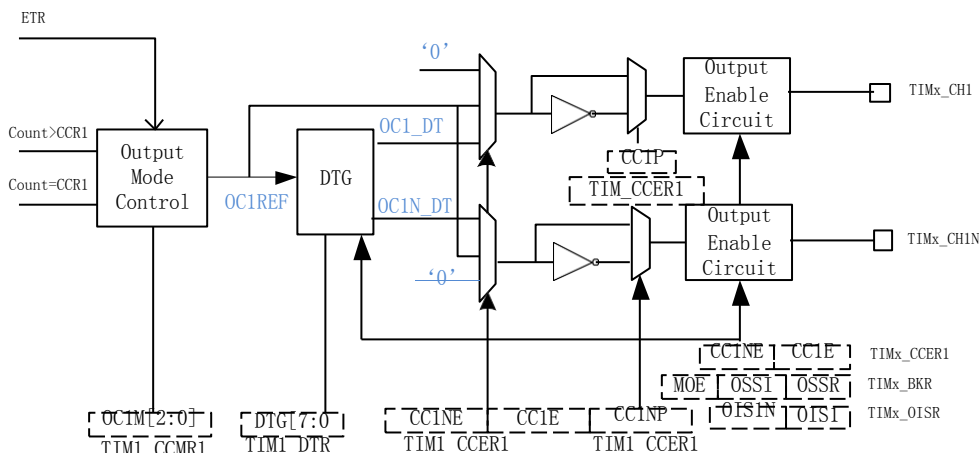 ETR
Count>CCR1
Count=CCR1
Output
Mode
Control
OC1REF
DTG
‘0’
OC1_DT
OC1N_DT
‘0’
CC1P
TIM_CCER1
Output
Enable
Circuit
TIMx_CH1
Output
Enable
Circuit
TIMx_CH1N
CC1NE CC1E TIMx_CCER1
MOE OSSI OSSR TIMx_BKR
OIS1N OIS1 TIMx_OISR
OC1M[2:0]
TIM1_CCMR1
DTG[7:0
TIM1_DTR
CC1NE CC1E CC1NP
TIM1_CCER1 TIM1_CCER1